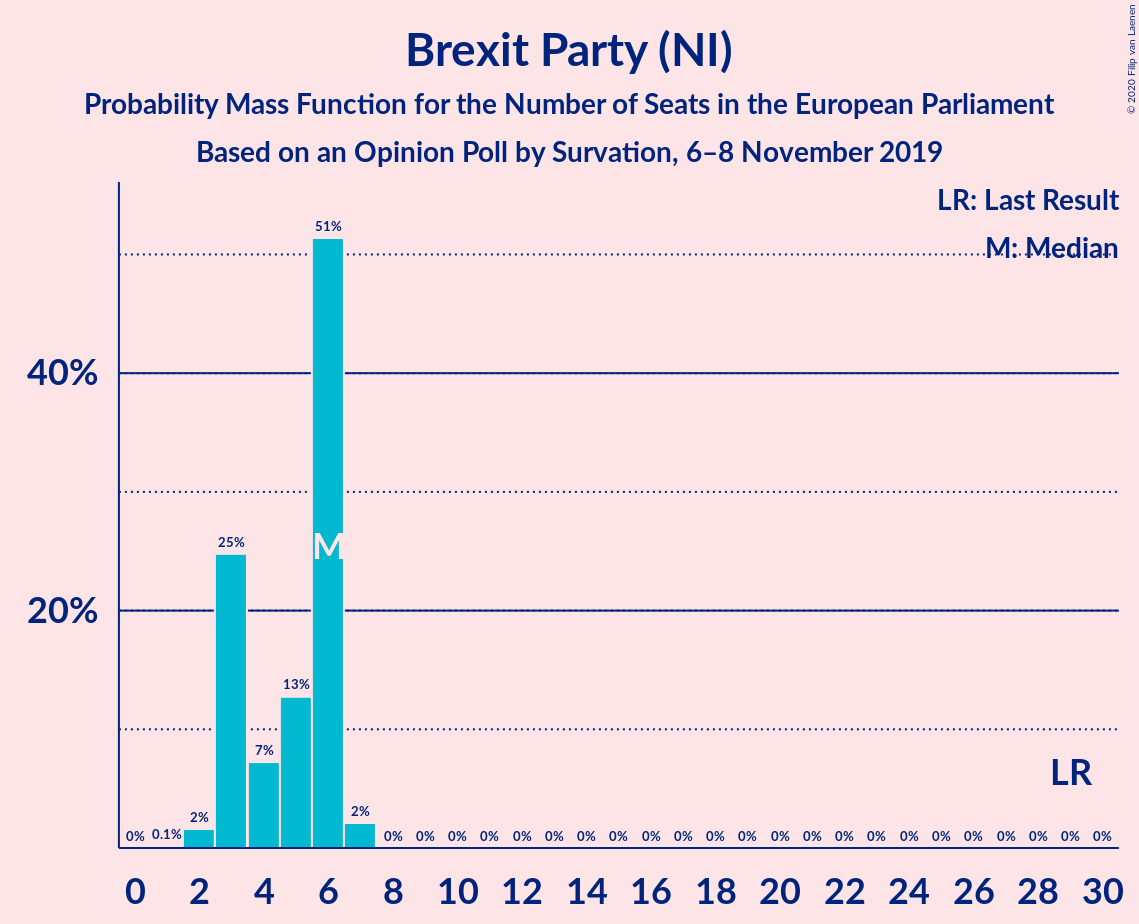 Brexit Party (NI)
Probability Mass Function for the Number of Seats in the European Parliament
Based on an Opinion Poll by Survation, 6–8 November 2019
© 2020 Filip van Laenen
LR: Last Result
M: Median
51%
40%
25%
M
20%
13%
7%
LR
2%
2%
0% 0.1% 0% 0% 0% 0% 0% 0% 0% 0% 0% 0% 0% 0% 0% 0% 0% 0% 0% 0% 0% 0% 0% 0% 0%
0 2 4 6 8 10 12 14 16 18 20 22 24 26 28 30